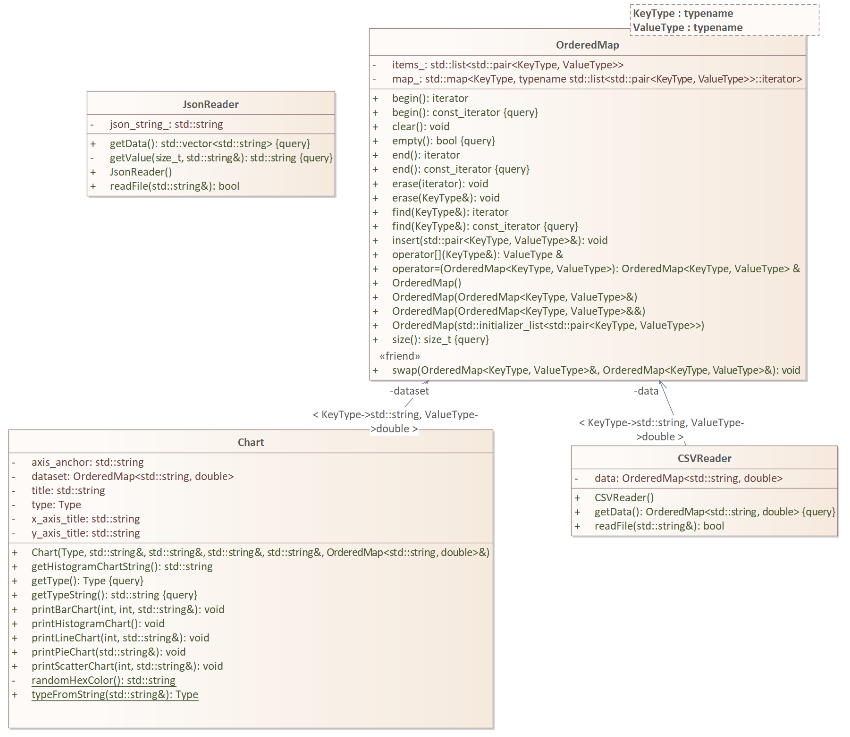 KeyType : typename
ValueType : typename
OrderedMap
- items_: std::list<std::pair<KeyType, ValueType>>
- map_: std::map<KeyType, typename std::list<std::pair<KeyType, ValueType>>::iterator>
+ begin(): iterator
+ begin(): const_iterator {query}
+ clear(): void
+ empty(): bool {query}
+ end(): iterator
+ end(): const_iterator {query}
+ erase(iterator): void
+ erase(KeyType&): void
+ find(KeyType&): iterator
+ find(KeyType&): const_iterator {query}
+ insert(std::pair<KeyType, ValueType>&): void
+ operator[](KeyType&): ValueType &
+ operator=(OrderedMap<KeyType, ValueType>): OrderedMap<KeyType, ValueType> &
+ OrderedMap()
+ OrderedMap(OrderedMap<KeyType, ValueType>&)
+ OrderedMap(OrderedMap<KeyType, ValueType>&&)
+ OrderedMap(std::initializer_list<std::pair<KeyType, ValueType>>)
+ size(): size_t {query}
«friend»
+ swap(OrderedMap<KeyType, ValueType>&, OrderedMap<KeyType, ValueType>&): void
JsonReader
- json_string_: std::string
+ getData(): std::vector<std::string> {query}
- getValue(size_t, std::string&): std::string {query}
+ JsonReader()
+ readFile(std::string&): bool
-dataset
< KeyType->std::string, ValueType-
>double >
-data
< KeyType->std::string, ValueType-
>double >
Chart
- axis_anchor: std::string
- dataset: OrderedMap<std::string, double>
- title: std::string
- type: Type
- x_axis_title: std::string
- y_axis_title: std::string
+ Chart(Type, std::string&, std::string&, std::string&, std::string&, OrderedMap<std::string, double>&)
+ getHistogramChartString(): std::string
+ getType(): Type {query}
+ getTypeString(): std::string {query}
+ printBarChart(int, int, std::string&): void
+ printHistogramChart(): void
+ printLineChart(int, std::string&): void
+ printPieChart(std::string&): void
+ printScatterChart(int, std::string&): void
- randomHexColor(): std::string
+ typeFromString(std::string&): Type
CSVReader
- data: OrderedMap<std::string, double>
+ CSVReader()
+ getData(): OrderedMap<std::string, double> {query}
+ readFile(std::string&): bool